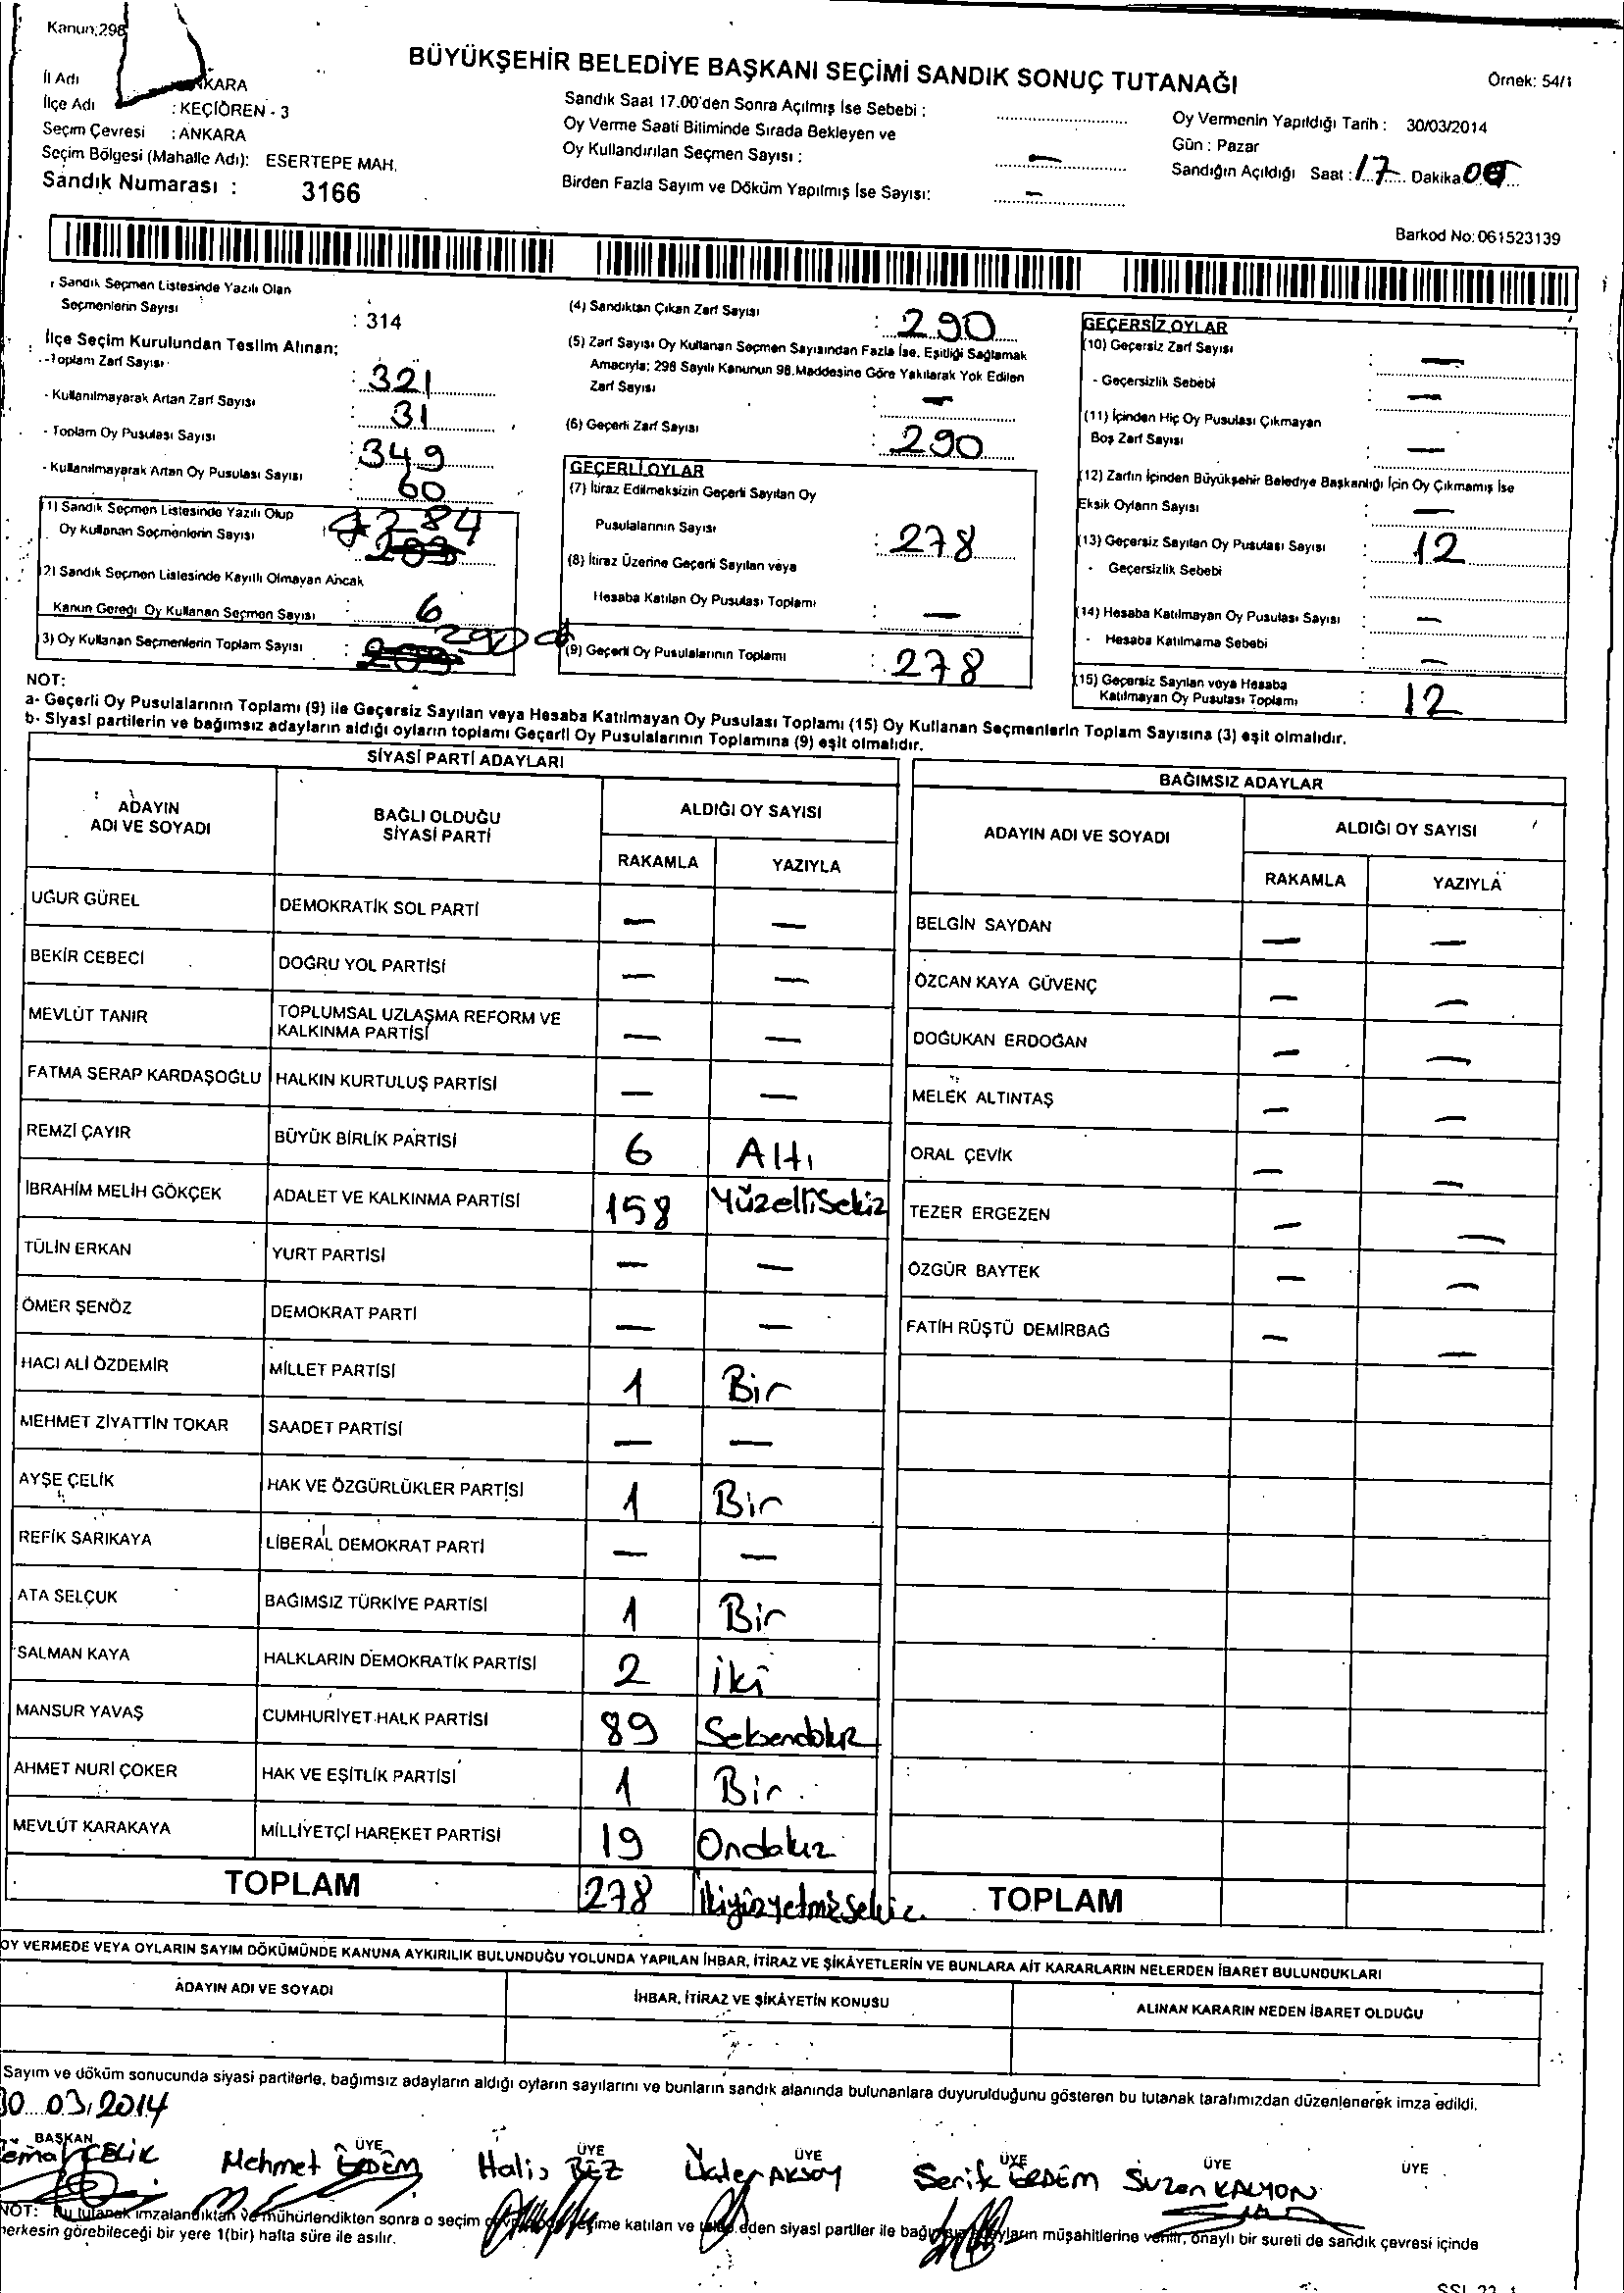 Kanun:298
BÜYÜKŞEHİR BELEDİYE BAŞKANI SEÇİMİ SANDIK SONUÇ TUTANAĞI
Örnek: 54/1
İl Adı : ANKARA
İlçe Adı : KEÇİÖREN - 3
Seçim Çevresi : ANKARA
Seçim Bölgesi (Mahalle Adı): ESERTEPE MAH.
Sandık Numarası : 3166
Sandık Saat 17.00'den Sonra Açılmış İse Sebebi :
Oy Verme Saati Bitiminde Sırada Bekleyen ve
Oy Kullandırılan Seçmen Sayısı : —
Birden Fazla Sayım ve Döküm Yapılmış İse Sayısı: —
Oy Vermenin Yapıldığı Tarih : 30/03/2014
Gün : Pazar
Sandığın Açıldığı Saat : 17 Dakika 00
Barkod No: 061523139
Sandık Seçmen Listesinde Yazılı Olan
Seçmenlerin Sayısı : 314
İlçe Seçim Kurulundan Teslim Alınan:
- Toplam Zarf Sayısı : 321
- Kullanılmayarak Artan Zarf Sayısı : 31
- Toplam Oy Pusulası Sayısı : 349
- Kullanılmayarak Artan Oy Pusulası Sayısı : 60
(1) Sandık Seçmen Listesinde Yazılı Olup
Oy Kullanan Seçmenlerin Sayısı : 284
(2) Sandık Seçmen Listesinde Kayıtlı Olmayan Ancak
Kanun Gereği Oy Kullanan Seçmen Sayısı : 6
(3) Oy Kullanan Seçmenlerin Toplam Sayısı : 290
(4) Sandıktan Çıkan Zarf Sayısı : 290
(5) Zarf Sayısı Oy Kullanan Seçmen Sayısından Fazla İse, Eşitliği Sağlamak
Amacıyla; 298 Sayılı Kanunun 98.Maddesine Göre Yakılarak Yok Edilen
Zarf Sayısı : —
(6) Geçerli Zarf Sayısı : 290
GEÇERLİ OYLAR
(7) İtiraz Edilmeksizin Geçerli Sayılan Oy
Pusulalarının Sayısı : 278
(8) İtiraz Üzerine Geçerli Sayılan veya
Hesaba Katılan Oy Pusulası Toplamı : —
(9) Geçerli Oy Pusulalarının Toplamı : 278
GEÇERSİZ OYLAR
(10) Geçersiz Zarf Sayısı : —
- Geçersizlik Sebebi : —
(11) İçinden Hiç Oy Pusulası Çıkmayan
Boş Zarf Sayısı : —
(12) Zarfın İçinden Büyükşehir Belediye Başkanlığı İçin Oy Çıkmamış İse
Eksik Oyların Sayısı : —
(13) Geçersiz Sayılan Oy Pusulası Sayısı : 12
- Geçersizlik Sebebi :
(14) Hesaba Katılmayan Oy Pusulası Sayısı : —
- Hesaba Katılmama Sebebi : —
(15) Geçersiz Sayılan veya Hesaba
Katılmayan Oy Pusulası Toplamı : 12
NOT:
a- Geçerli Oy Pusulalarının Toplamı (9) ile Geçersiz Sayılan veya Hesaba Katılmayan Oy Pusulası Toplamı (15) Oy Kullanan Seçmenlerin Toplam Sayısına (3) eşit olmalıdır.
b- Siyasi partilerin ve bağımsız adayların aldığı oyların toplamı Geçerli Oy Pusulalarının Toplamına (9) eşit olmalıdır.
SİYASİ PARTİ ADAYLARI
ADAYIN ADI VE SOYADI
BAĞLI OLDUĞU SİYASİ PARTİ
ALDIĞI OY SAYISI
RAKAMLA YAZIYLA
UĞUR GÜREL DEMOKRATİK SOL PARTİ — —
BEKİR CEBECİ DOĞRU YOL PARTİSİ — —
MEVLÜT TANIR TOPLUMSAL UZLAŞMA REFORM VE KALKINMA PARTİSİ — —
FATMA SERAP KARDAŞOĞLU HALKIN KURTULUŞ PARTİSİ — —
REMZİ ÇAYIR BÜYÜK BİRLİK PARTİSİ 6 Altı
İBRAHİM MELİH GÖKÇEK ADALET VE KALKINMA PARTİSİ 158 YüzelliSekiz
TÜLİN ERKAN YURT PARTİSİ — —
ÖMER ŞENÖZ DEMOKRAT PARTİ — —
HACI ALİ ÖZDEMİR MİLLET PARTİSİ 1 Bir
MEHMET ZİYATTİN TOKAR SAADET PARTİSİ — —
AYŞE ÇELİK HAK VE ÖZGÜRLÜKLER PARTİSİ 1 Bir
REFİK SARIKAYA LİBERAL DEMOKRAT PARTİ — —
ATA SELÇUK BAĞIMSIZ TÜRKİYE PARTİSİ 1 Bir
SALMAN KAYA HALKLARIN DEMOKRATİK PARTİSİ 2 iki
MANSUR YAVAŞ CUMHURİYET HALK PARTİSİ 89
AHMET NURİ ÇOKER HAK VE EŞİTLİK PARTİSİ 1 Bir
MEVLÜT KARAKAYA MİLLİYETÇİ HAREKET PARTİSİ 19
TOPLAM 278
BAĞIMSIZ ADAYLAR
ADAYIN ADI VE SOYADI
ALDIĞI OY SAYISI
RAKAMLA YAZIYLA
BELGİN SAYDAN — —
ÖZCAN KAYA GÜVENÇ — —
DOĞUKAN ERDOĞAN — —
MELEK ALTINTAŞ — —
ORAL ÇEVİK — —
TEZER ERGEZEN — —
ÖZGÜR BAYTEK — —
FATİH RÜŞTÜ DEMİRBAĞ — —
TOPLAM
OY VERMEDE VEYA OYLARIN SAYIM DÖKÜMÜNDE KANUNA AYKIRILIK BULUNDUĞU YOLUNDA YAPILAN İHBAR, İTİRAZ VE ŞİKÂYETLERİN VE BUNLARA AİT KARARLARIN NELERDEN İBARET BULUNDUKLARI
ADAYIN ADI VE SOYADI
İHBAR, İTİRAZ VE ŞİKÂYETİN KONUSU
ALINAN KARARIN NEDEN İBARET OLDUĞU
Sayım ve döküm sonucunda siyasi partilerle, bağımsız adayların aldığı oyların sayılarını ve bunların sandık alanında bulunanlara duyurulduğunu gösteren bu tutanak tarafımızdan düzenlenerek imza edildi.
30.03.2014
BAŞKAN ÜYE ÜYE ÜYE ÜYE ÜYE ÜYE
ÇELİK Mehmet ERDEM Halis BEZ AKSOY ERDEM Suzan KALYON
NOT: Bu tutanak imzalandıktan ve mühürlendikten sonra o seçim katılan ve eden siyasi partiler ile bağımsız adayların müşahitlerine verilir, onaylı bir sureti de sandık çevresi içinde
herkesin görebileceği bir yere 1(bir) hafta süre ile asılır.